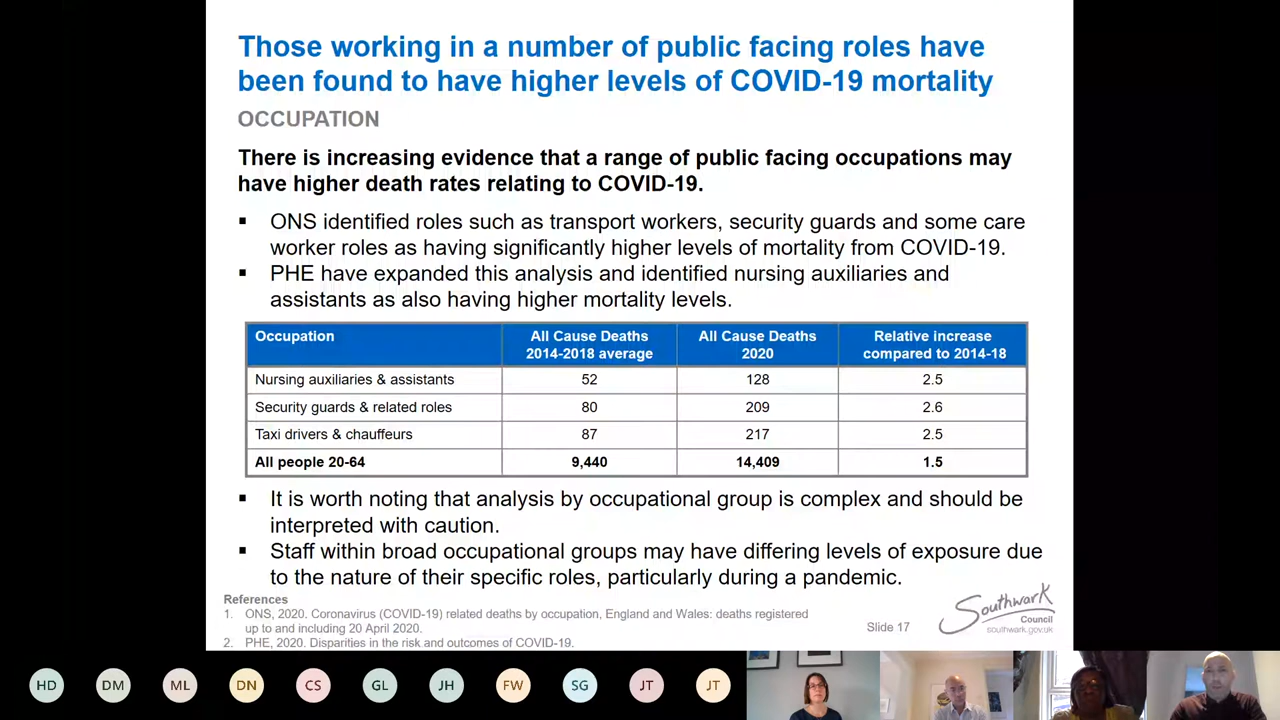 Those working in a number of public facing roles have
been found to have higher levels of COVID-19 mortality
OCCUPATION
There is increasing evidence that a range of public facing occupations may
have higher death rates relating to COVID-19.
▪ ONS identified roles such as transport workers, security guards and some care
worker roles as having significantly higher levels of mortality from COVID-19.
▪ PHE have expanded this analysis and identified nursing auxiliaries and
assistants as also having higher mortality levels.
Occupation All Cause Deaths 2014-2018 average All Cause Deaths 2020 Relative increase compared to 2014-18
Nursing auxiliaries & assistants 52 128 2.5
Security guards & related roles 80 209 2.6
Taxi drivers & chauffeurs 87 217 2.5
All people 20-64 9,440 14,409 1.5
▪ It is worth noting that analysis by occupational group is complex and should be
interpreted with caution.
▪ Staff within broad occupational groups may have differing levels of exposure due
to the nature of their specific roles, particularly during a pandemic.
References
1. ONS, 2020. Coronavirus (COVID-19) related deaths by occupation, England and Wales: deaths registered
up to and including 20 April 2020.
2. PHE, 2020. Disparities in the risk and outcomes of COVID-19.
Slide 17
Southwark
Council
southwark.gov.uk
HD DM ML DN CS GL JH FW SG JT JT